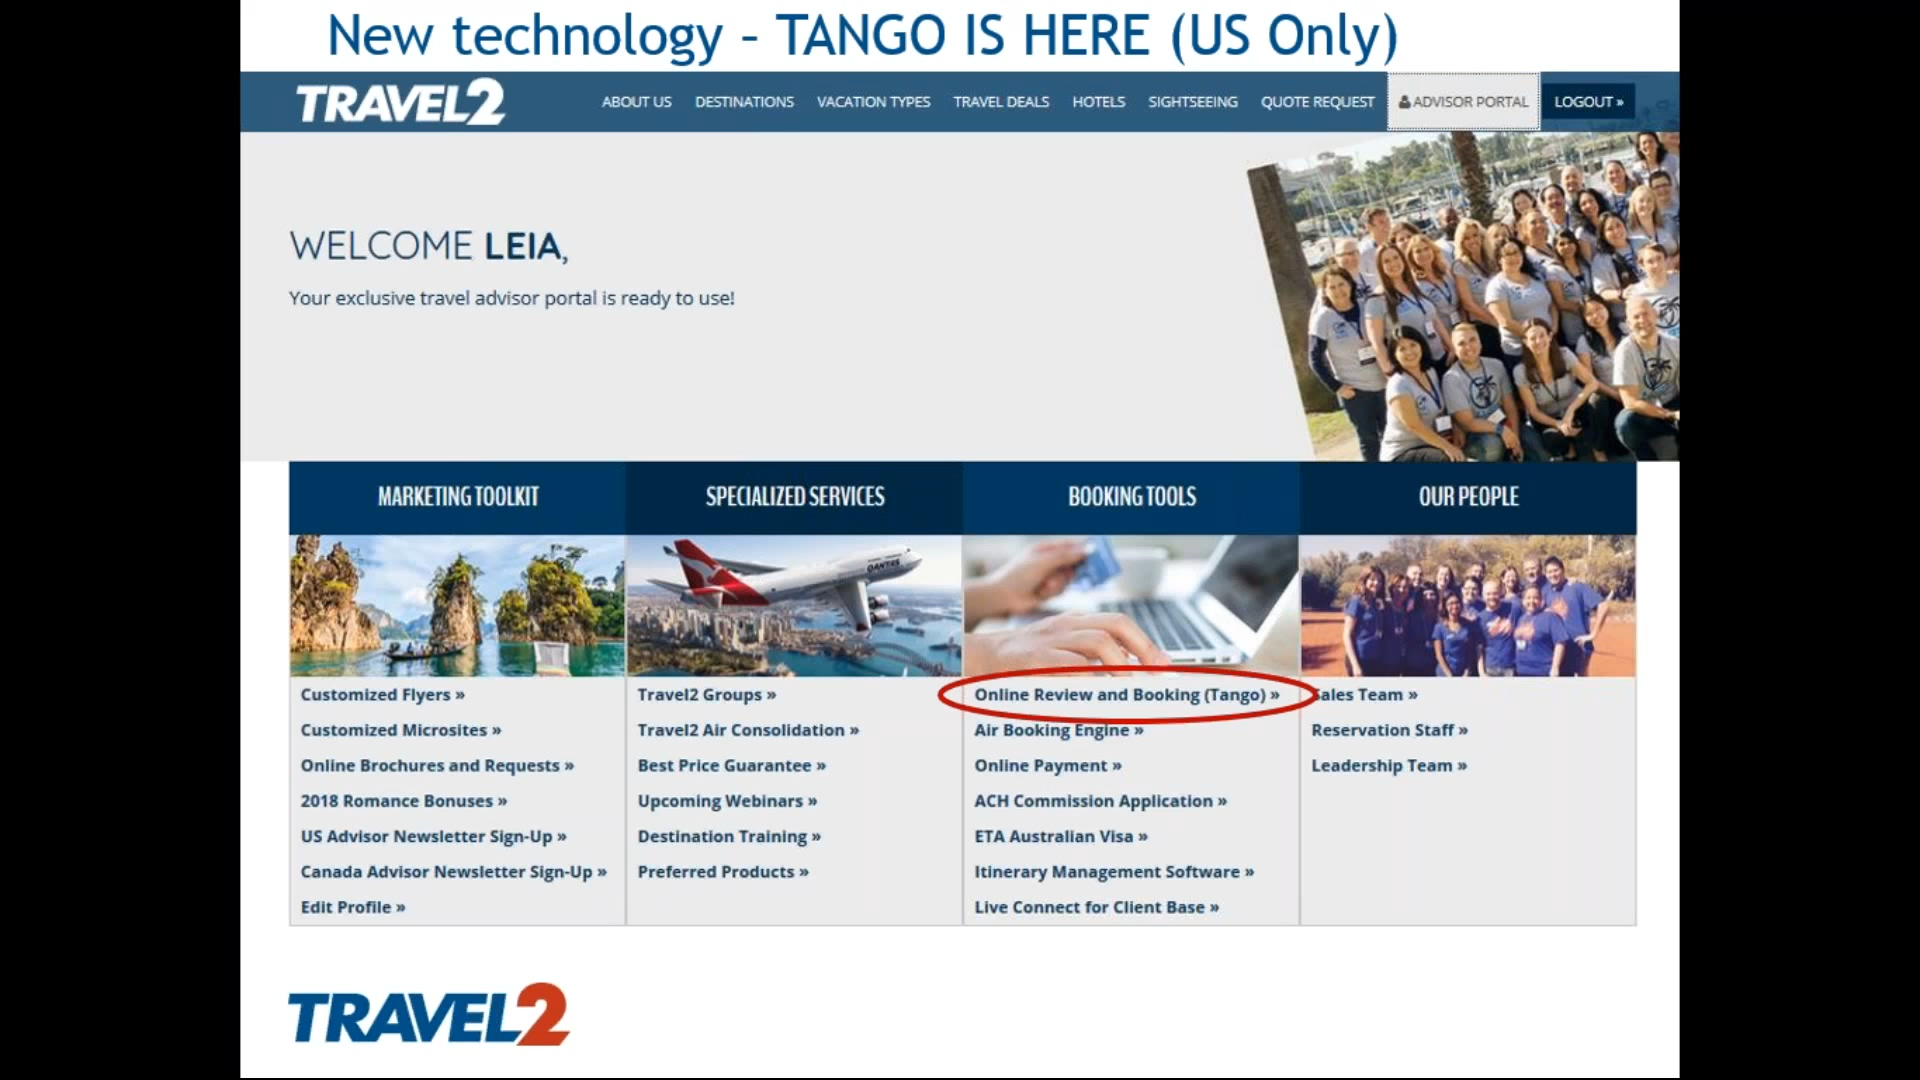 New technology - TANGO IS HERE (US Only)
TRAVEL2
ABOUT US DESTINATIONS VACATION TYPES TRAVEL DEALS HOTELS SIGHTSEEING QUOTE REQUEST ADVISOR PORTAL LOGOUT »
WELCOME LEIA,
Your exclusive travel advisor portal is ready to use!
MARKETING TOOLKIT
QANTAS
Customized Flyers »
Customized Microsites »
Online Brochures and Requests »
2018 Romance Bonuses »
US Advisor Newsletter Sign-Up »
Canada Advisor Newsletter Sign-Up »
Edit Profile »
SPECIALIZED SERVICES
Travel2 Groups »
Travel2 Air Consolidation »
Best Price Guarantee »
Upcoming Webinars »
Destination Training »
Preferred Products »
BOOKING TOOLS
Online Review and Booking (Tango) »
Air Booking Engine »
Online Payment »
ACH Commission Application »
ETA Australian Visa »
Itinerary Management Software »
Live Connect for Client Base »
OUR PEOPLE
Sales Team »
Reservation Staff »
Leadership Team »
TRAVEL2